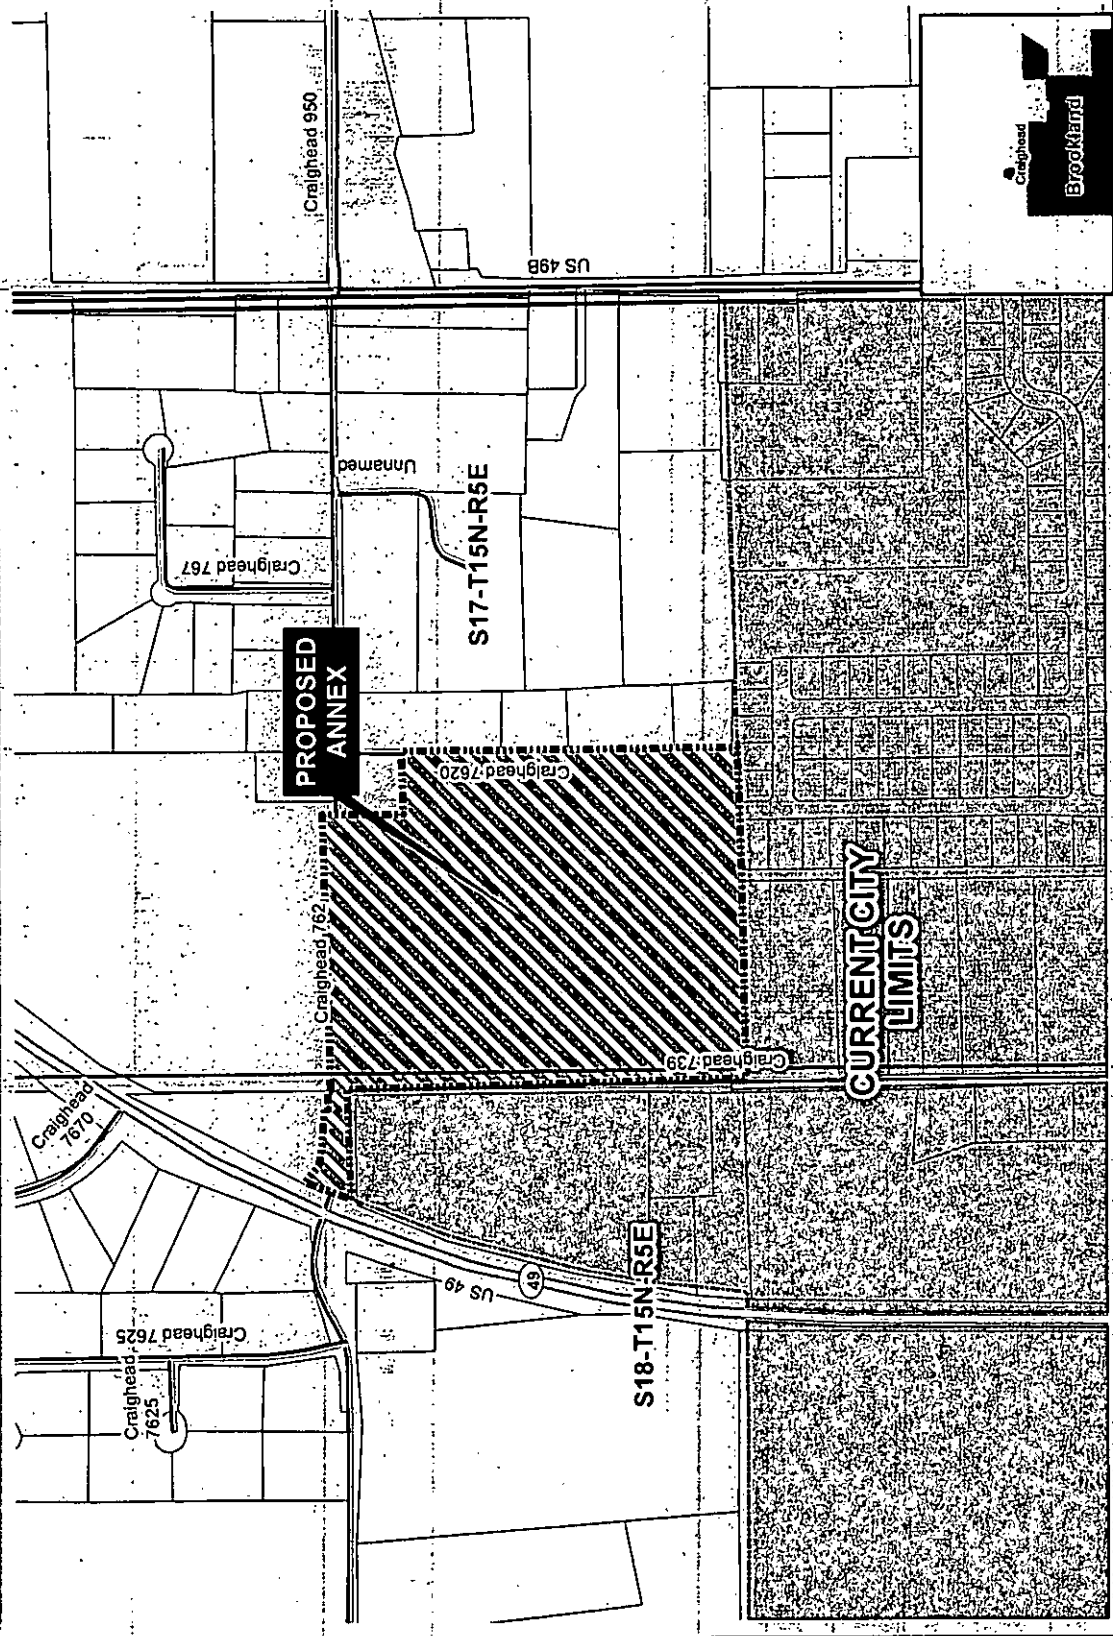 Craighead 950
US 49B
Craighead
Brookland
Unnamed
Craighead 767
S17-T15N-R5E
PROPOSED
ANNEX
Craighead 7620
Craighead 762
Craighead 739
CURRENT CITY
LIMITS
Craighead
7670
US 49
49
S18-T15N-R5E
Craighead 7625
Craighead
7625